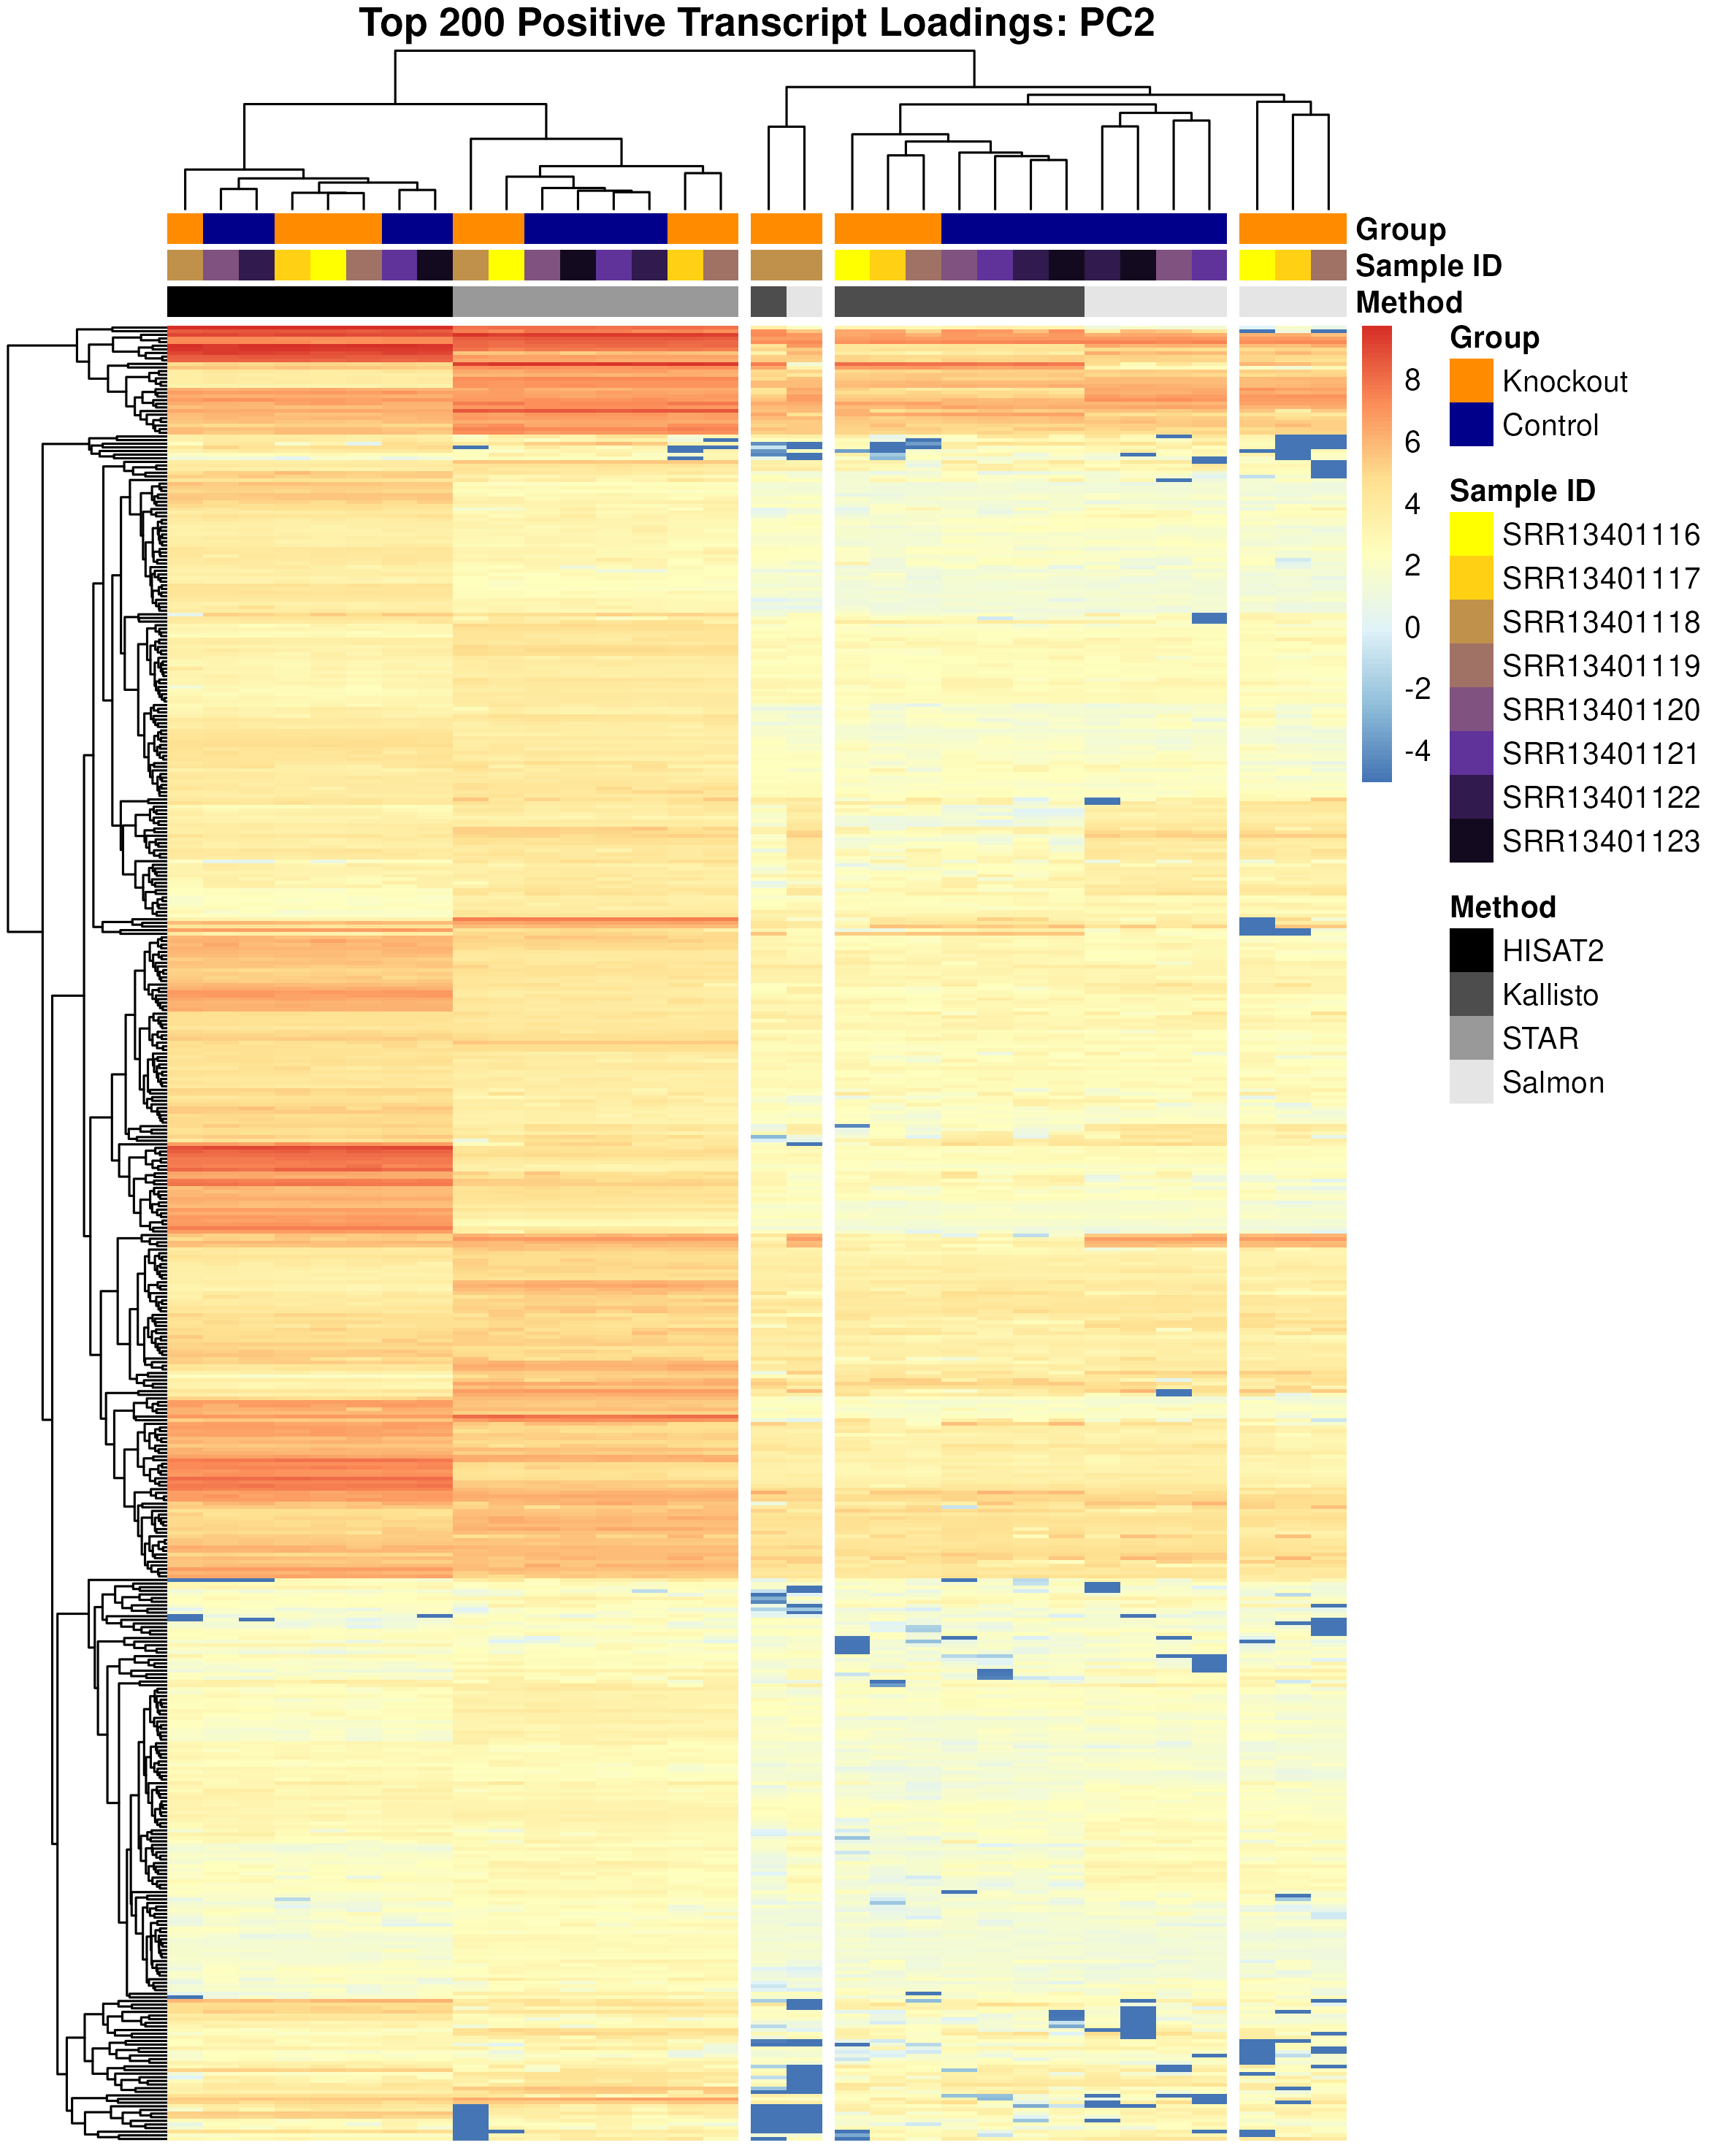 Top 200 Positive Transcript Loadings: PC2
Group
Sample ID
Method
8
6
4
2
0
-2
-4
Group
Knockout
Control
Sample ID
SRR13401116
SRR13401117
SRR13401118
SRR13401119
SRR13401120
SRR13401121
SRR13401122
SRR13401123
Method
HISAT2
Kallisto
STAR
Salmon